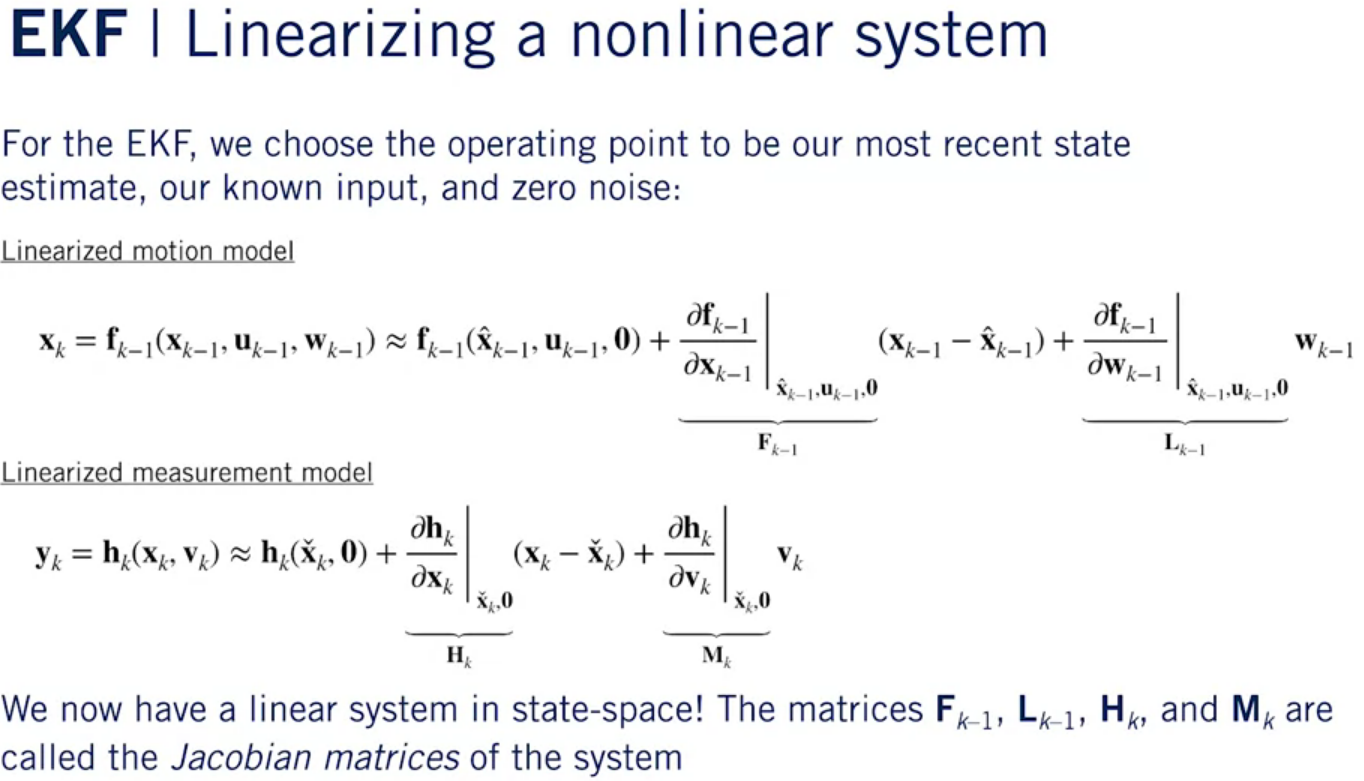 EKF | Linearizing a nonlinear system
For the EKF, we choose the operating point to be our most recent state
estimate, our known input, and zero noise:
Linearized motion model
$\mathbf{x}_k = \mathbf{f}_{k-1}(\mathbf{x}_{k-1}, \mathbf{u}_{k-1}, \mathbf{w}_{k-1}) \approx \mathbf{f}_{k-1}(\hat{\mathbf{x}}_{k-1}, \mathbf{u}_{k-1}, \mathbf{0}) + \underbrace{\left.\frac{\partial \mathbf{f}_{k-1}}{\partial \mathbf{x}_{k-1}}\right|_{\hat{\mathbf{x}}_{k-1}, \mathbf{u}_{k-1}, \mathbf{0}}}_{\mathbf{F}_{k-1}} (\mathbf{x}_{k-1} - \hat{\mathbf{x}}_{k-1}) + \underbrace{\left.\frac{\partial \mathbf{f}_{k-1}}{\partial \mathbf{w}_{k-1}}\right|_{\hat{\mathbf{x}}_{k-1}, \mathbf{u}_{k-1}, \mathbf{0}}}_{\mathbf{L}_{k-1}} \mathbf{w}_{k-1}$
Linearized measurement model
$\mathbf{y}_k = \mathbf{h}_k(\mathbf{x}_k, \mathbf{v}_k) \approx \mathbf{h}_k(\check{\mathbf{x}}_k, \mathbf{0}) + \underbrace{\left.\frac{\partial \mathbf{h}_k}{\partial \mathbf{x}_k}\right|_{\check{\mathbf{x}}_k, \mathbf{0}}}_{\mathbf{H}_k} (\mathbf{x}_k - \check{\mathbf{x}}_k) + \underbrace{\left.\frac{\partial \mathbf{h}_k}{\partial \mathbf{v}_k}\right|_{\check{\mathbf{x}}_k, \mathbf{0}}}_{\mathbf{M}_k} \mathbf{v}_k$
We now have a linear system in state-space! The matrices $\mathbf{F}_{k-1}$, $\mathbf{L}_{k-1}$, $\mathbf{H}_k$, and $\mathbf{M}_k$ are
called the Jacobian matrices of the system